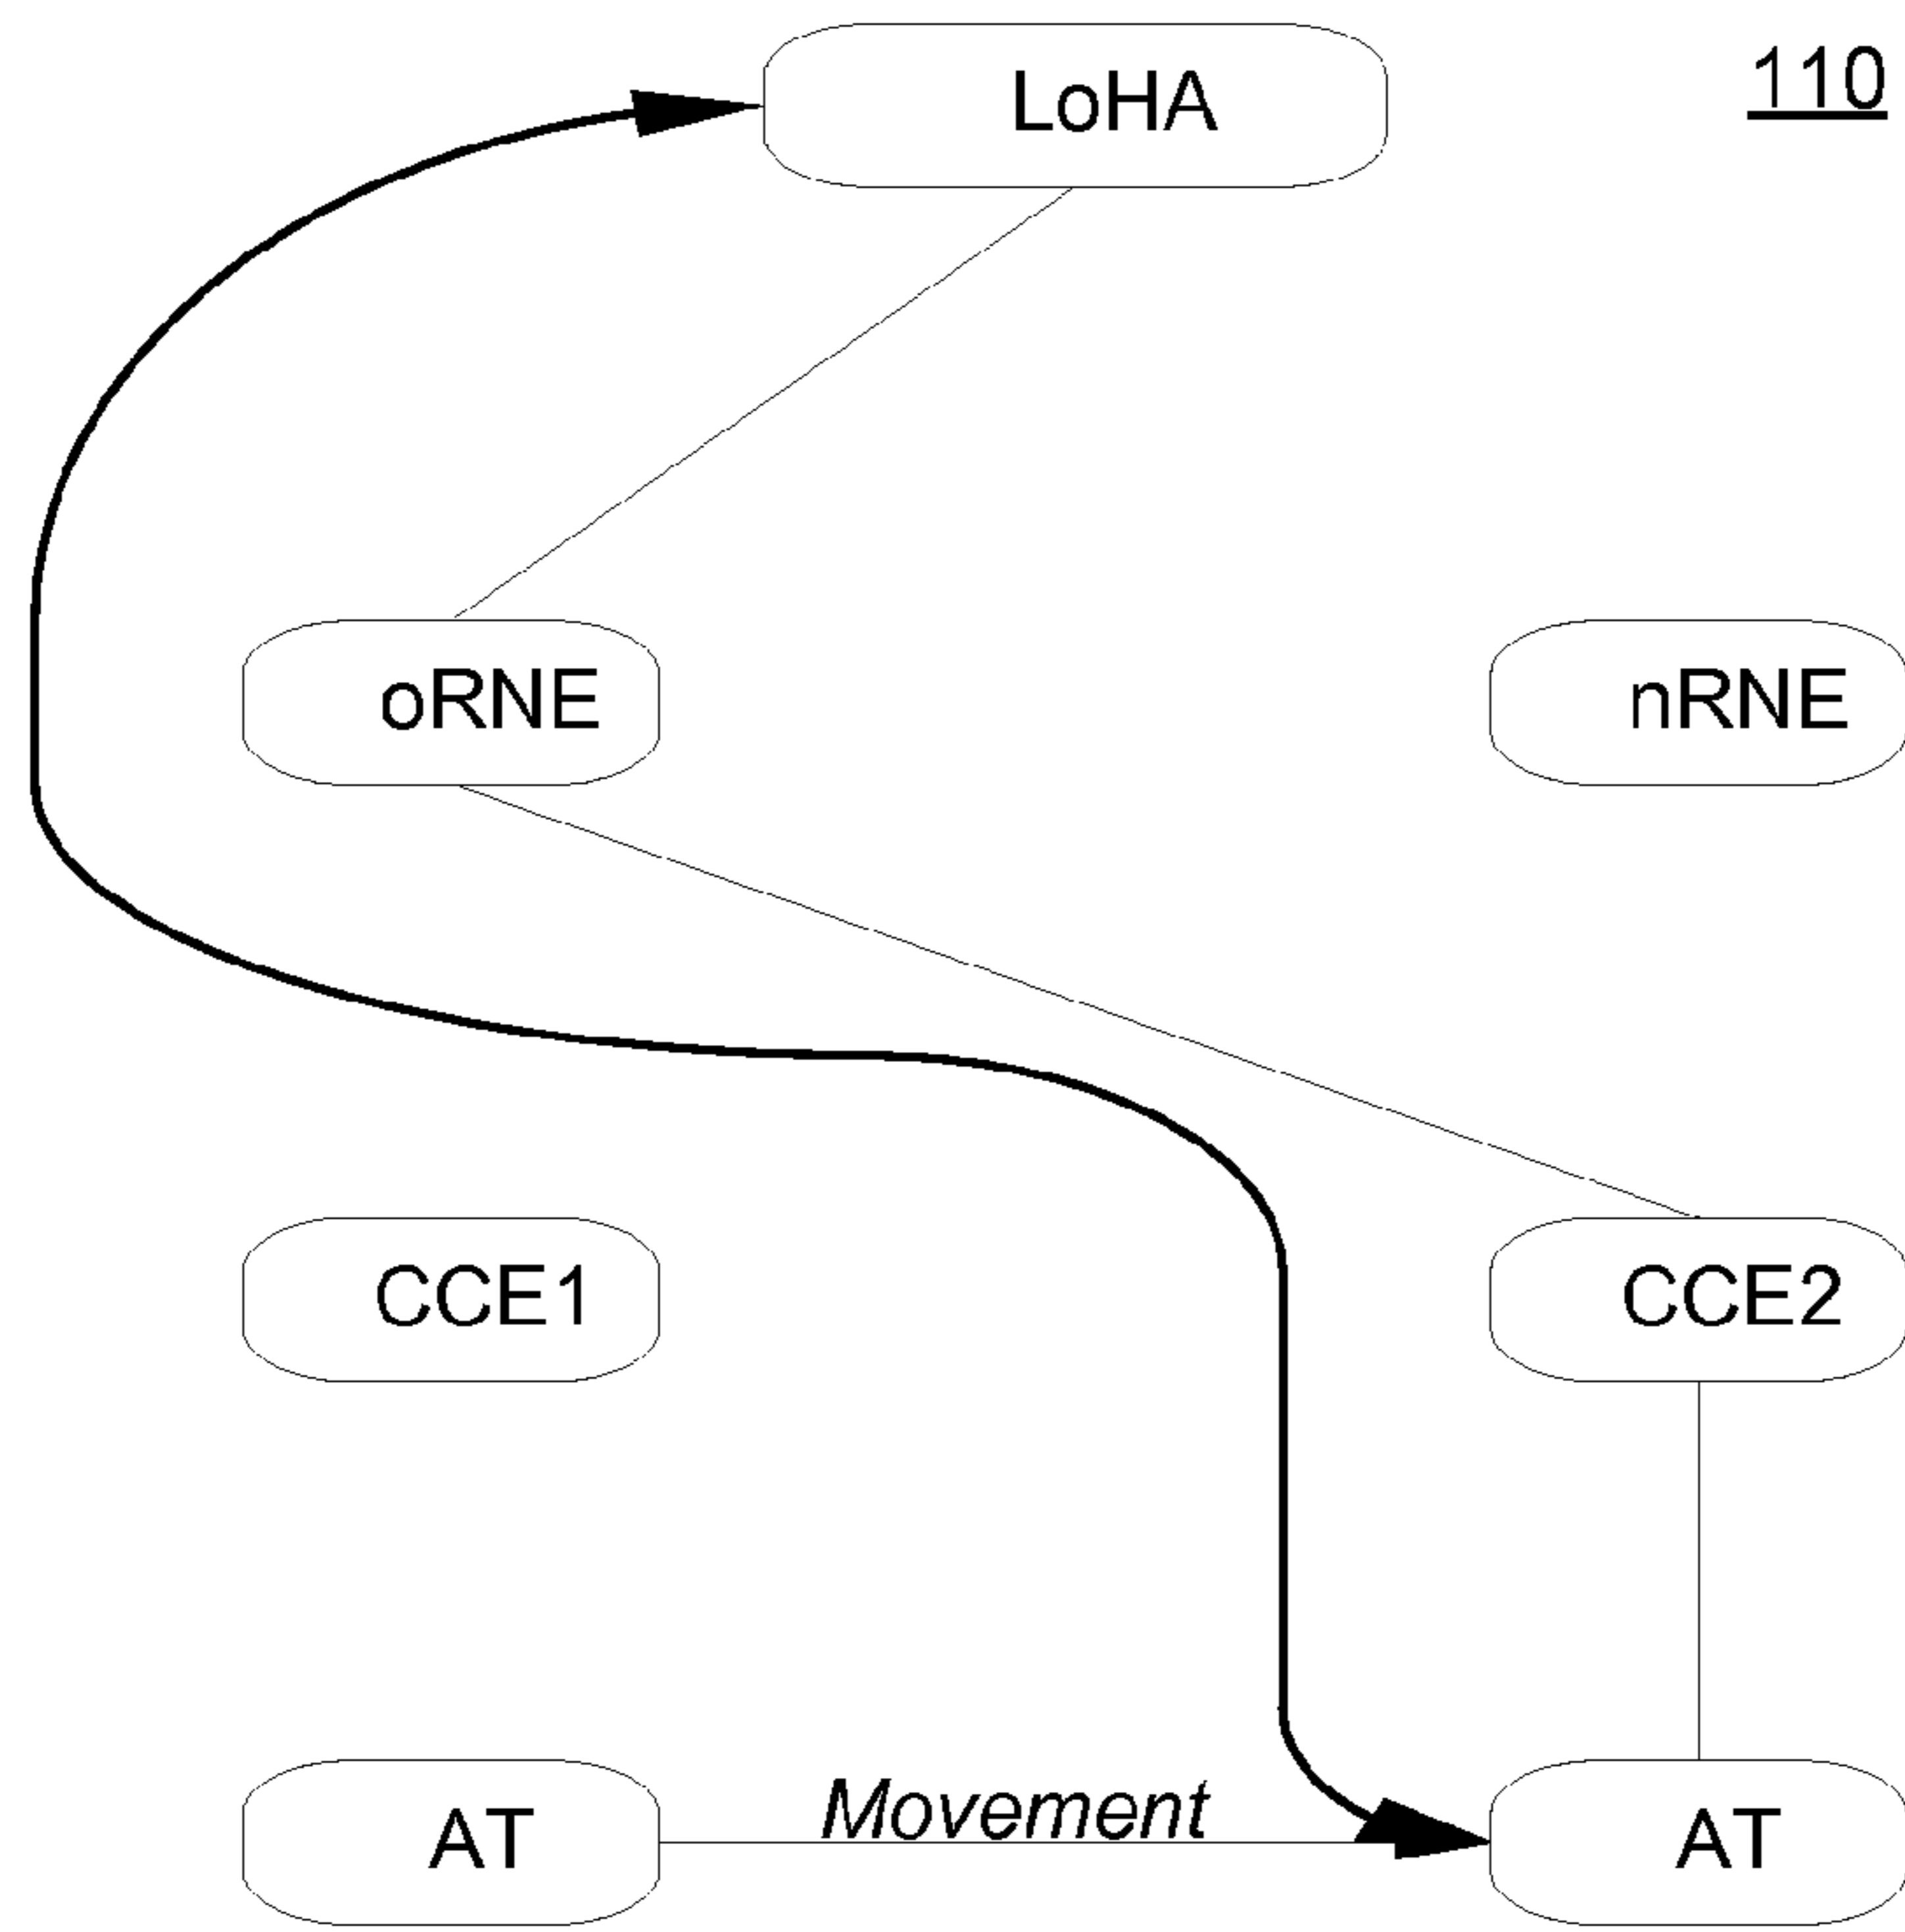 LoHA
110
oRNE
nRNE
CCE1
CCE2
AT
Movement
AT